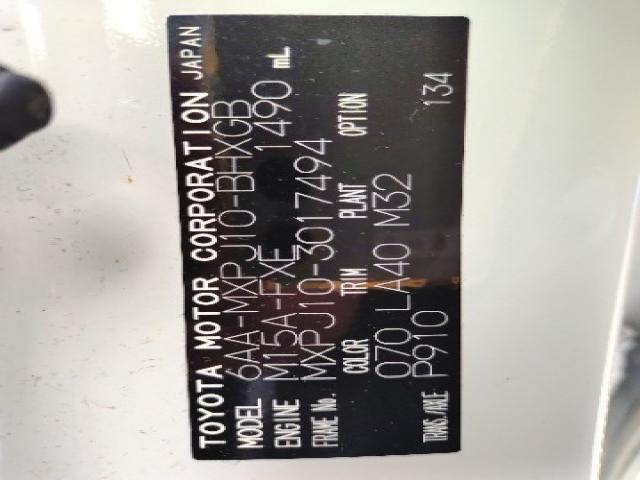 TOYOTA MOTOR CORPORATION JAPAN
MODEL 6AA-MXPJ10-BHXGB
ENGINE M15A-FXE 1490 mL
FRAME No. MXPJ10-3017494
COLOR TRIM PLANT OPTION
070 LA40 M32
TRANS/AXLE P910 134